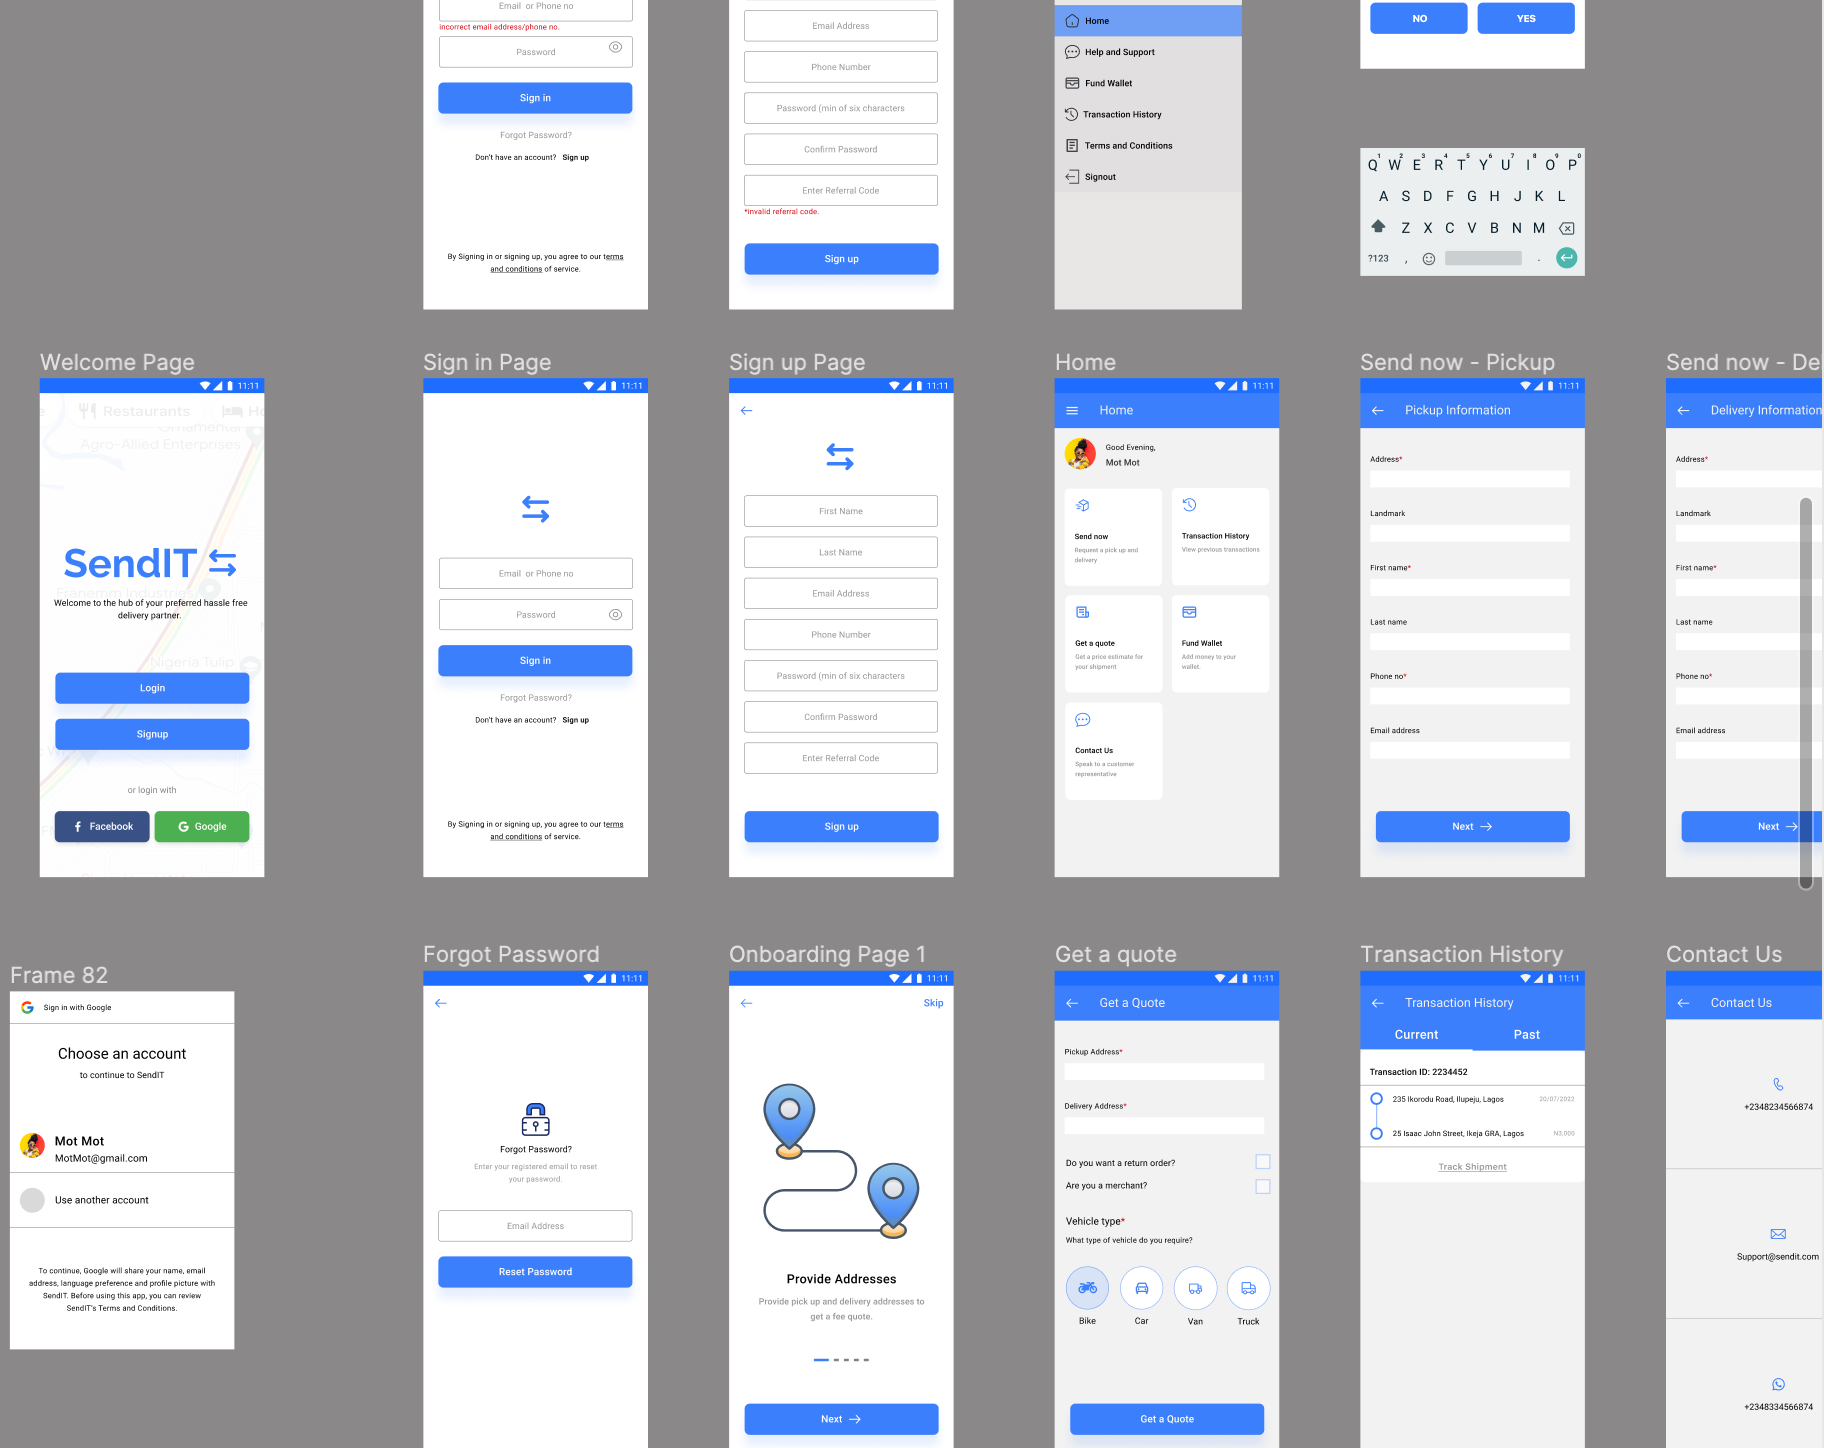 Email or Phone no
incorrect email address/phone no.
Password
Sign in
Forgot Password?
Don't have an account? Sign up
By Signing in or signing up, you agree to our terms
and conditions of service.
Email Address
Phone Number
Password (min of six characters
Confirm Password
Enter Referral Code
*invalid referral code.
Sign up
Home
Help and Support
Fund Wallet
Transaction History
Terms and Conditions
Signout
NO YES
Q1 W2 E3 R4 T5 Y6 U7 I8 O9 P0
A S D F G H J K L
Z X C V B N M
?123 , .
Welcome Page
11:11
e Restaurants Ho
Ornamental
Agro-Allied Enterprises
SendIT
Franemm Industries
Welcome to the hub of your preferred hassle free
delivery partner.
Nigeria Tulip
Login
Signup
or login with
Facebook
Google
Sign in Page
11:11
Email or Phone no
Password
Sign in
Forgot Password?
Don't have an account? Sign up
By Signing in or signing up, you agree to our terms
and conditions of service.
Sign up Page
11:11
First Name
Last Name
Email Address
Phone Number
Password (min of six characters
Confirm Password
Enter Referral Code
Sign up
Home
11:11
Home
Good Evening,
Mot Mot
Send now
Request a pick up and
delivery
Transaction History
View previous transactions
Get a quote
Get a price estimate for
your shipment
Fund Wallet
Add money to your
wallet.
Contact Us
Speak to a customer
representative
Send now - Pickup
11:11
Pickup Information
Address*
Landmark
First name*
Last name
Phone no*
Email address
Next
Send now - De
Delivery Information
Address*
Landmark
First name*
Last name
Phone no*
Email address
Next
Frame 82
Sign in with Google
Choose an account
to continue to SendIT
Mot Mot
MotMot@gmail.com
Use another account
To continue, Google will share your name, email
address, language preference and profile picture with
SendIT. Before using this app, you can review
SendIT's Terms and Conditions.
Forgot Password
11:11
Forgot Password?
Enter your registered email to reset
your password.
Email Address
Reset Password
Onboarding Page 1
11:11
Skip
Provide Addresses
Provide pick up and delivery addresses to
get a fee quote.
Next
Get a quote
11:11
Get a Quote
Pickup Address*
Delivery Address*
Do you want a return order?
Are you a merchant?
Vehicle type*
What type of vehicle do you require?
Bike Car Van Truck
Get a Quote
Transaction History
11:11
Transaction History
Current Past
Transaction ID: 2234452
235 Ikorodu Road, Ilupeju, Lagos 20/07/2022
25 Isaac John Street, Ikeja GRA, Lagos N3,000
Track Shipment
Contact Us
Contact Us
+2348234566874
Support@sendit.com
+2348334566874